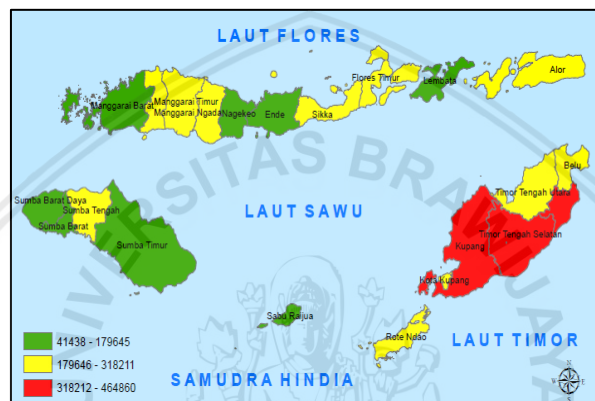 LAUT FLORES
Alor
Flores Timur
Lembata
Manggarai Barat
Manggarai Timur
Manggarai
Ngada
Nagekeo
Ende
Sikka
UNIVERSITAS BRAWIJAYA
Belu
Timor Tengah Utara
Sumba Barat Daya
Sumba Tengah
Sumba Barat
Sumba Timur
LAUT SAWU
Timor Tengah Selatan
Kupang
Kota Kupang
Sabu Raijua
Rote Ndao
LAUT TIMOR
SAMUDRA HINDIA
41438 - 179645
179646 - 318211
318212 - 464860